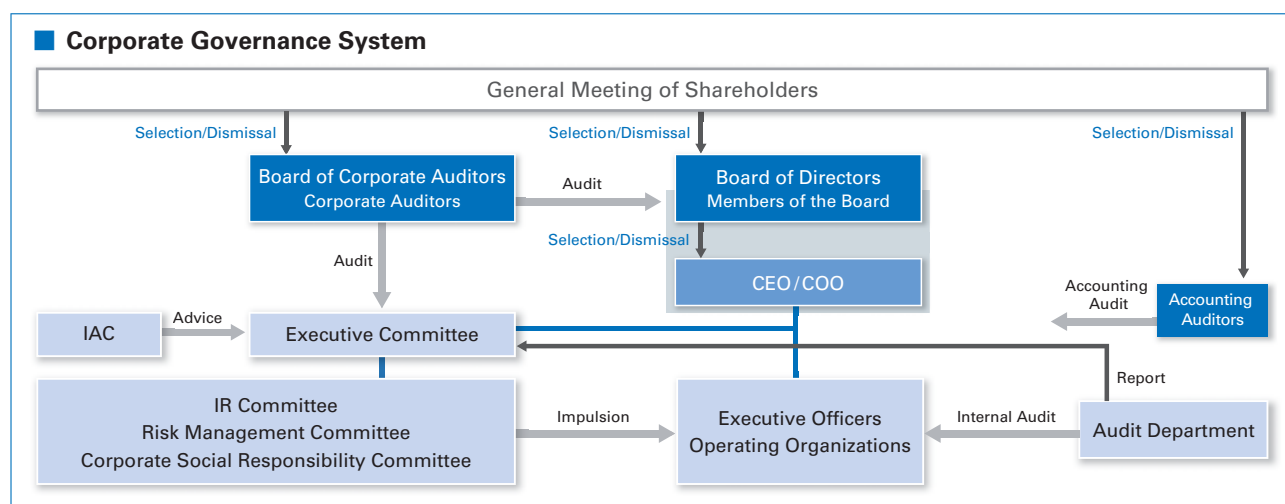 Corporate Governance System
General Meeting of Shareholders
Selection/Dismissal
Selection/Dismissal
Selection/Dismissal
Board of Corporate Auditors
Corporate Auditors
Audit
Board of Directors
Members of the Board
Selection/Dismissal
Audit
CEO/COO
Accounting
Audit
Accounting
Auditors
IAC
Advice
Executive Committee
Report
IR Committee
Risk Management Committee
Corporate Social Responsibility Committee
Impulsion
Executive Officers
Operating Organizations
Internal Audit
Audit Department